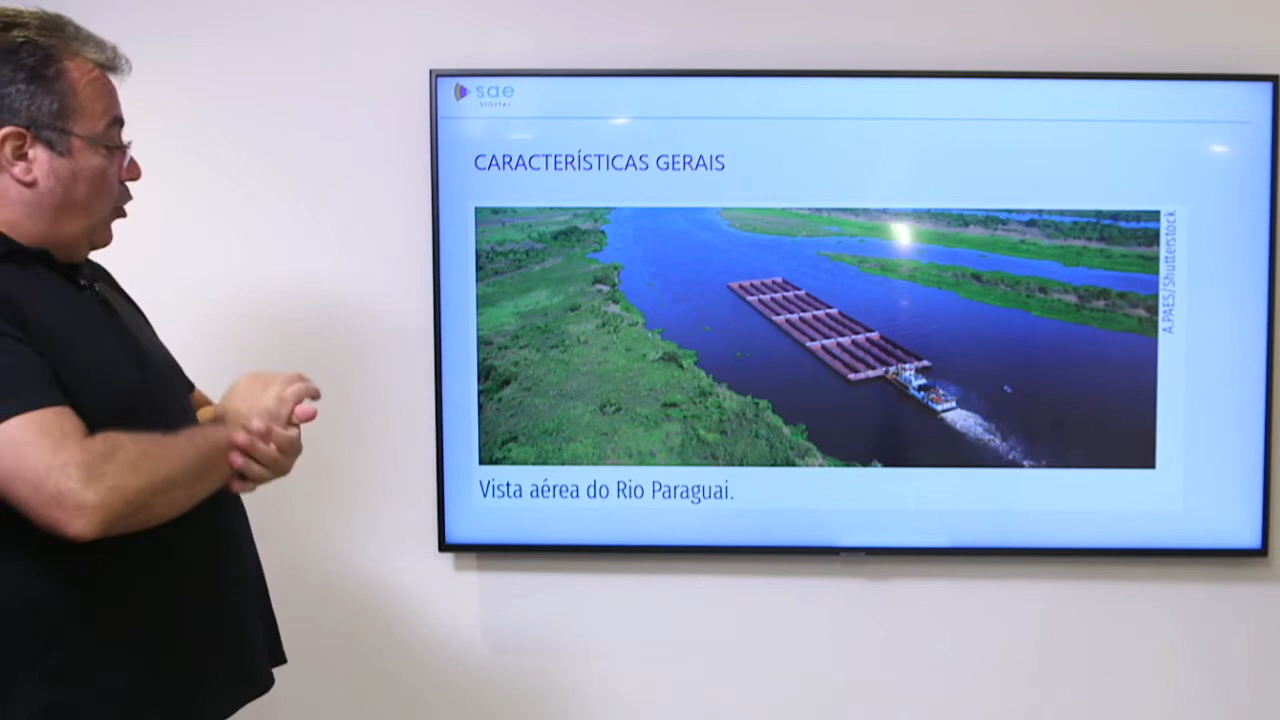 sae
DIGITAL
CARACTERÍSTICAS GERAIS
A.PAES/Shutterstock
Vista aérea do Rio Paraguai.